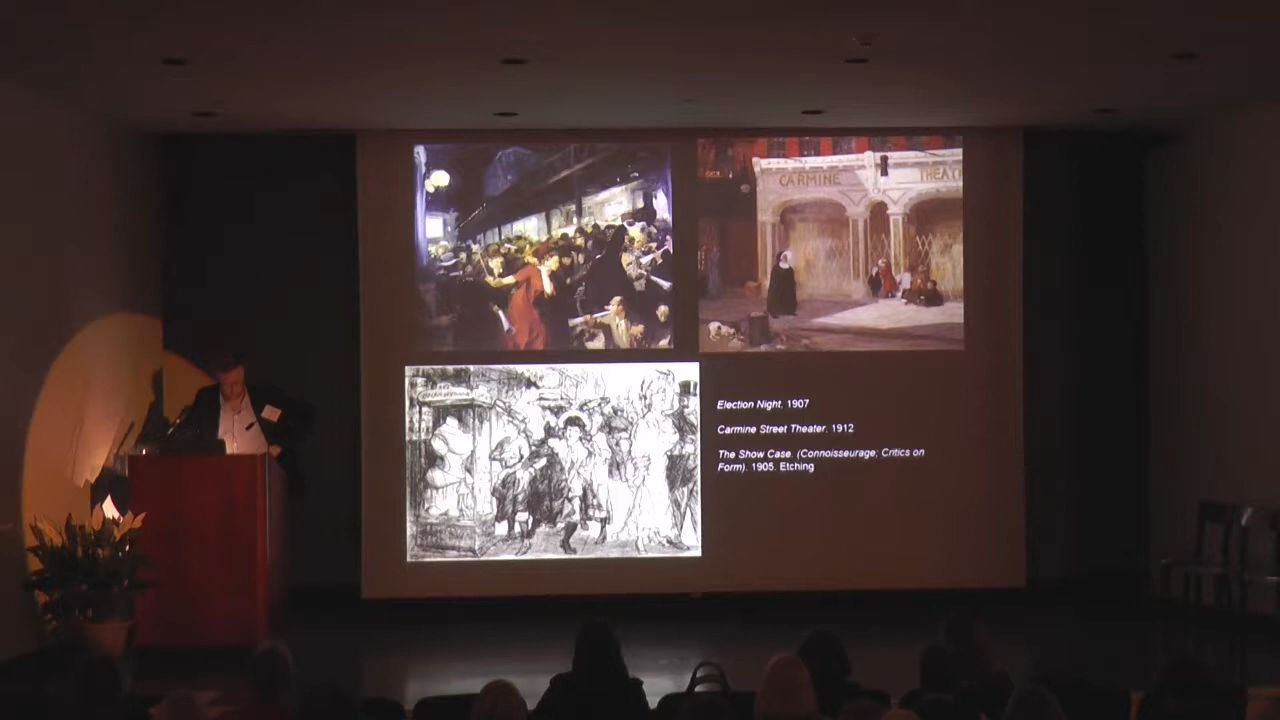 CARMINE THEAT
Election Night, 1907
Carmine Street Theater, 1912
The Show Case. (Connoisseurage; Critics on
Form). 1905. Etching